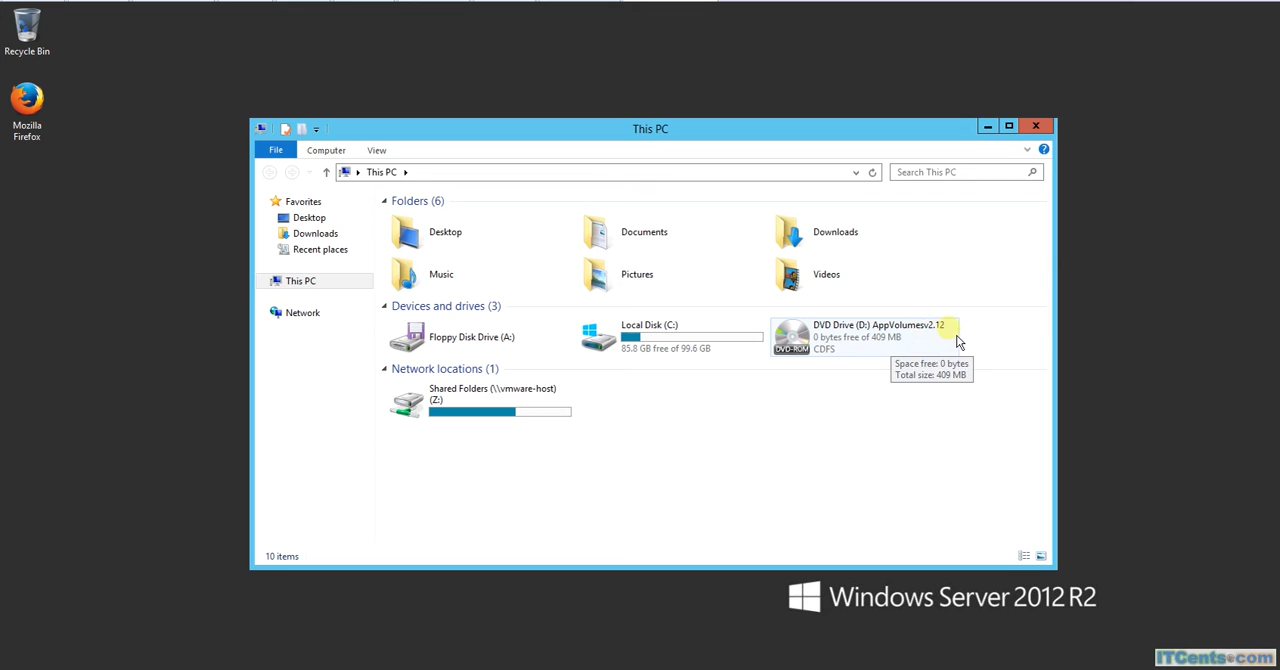 Recycle Bin
Mozilla
Firefox
This PC
File
Computer
View
This PC
Search This PC
Favorites
Desktop
Downloads
Recent places
This PC
Network
Folders (6)
Desktop
Documents
Downloads
Music
Pictures
Videos
Devices and drives (3)
Floppy Disk Drive (A:)
Local Disk (C:)
85.8 GB free of 99.6 GB
DVD Drive (D:) AppVolumesv2.12
0 bytes free of 409 MB
CDFS
DVD-ROM
Space free: 0 bytes
Total size: 409 MB
Network locations (1)
Shared Folders (\\vmware-host)
(Z:)
10 items
Windows Server 2012 R2
ITCents.com